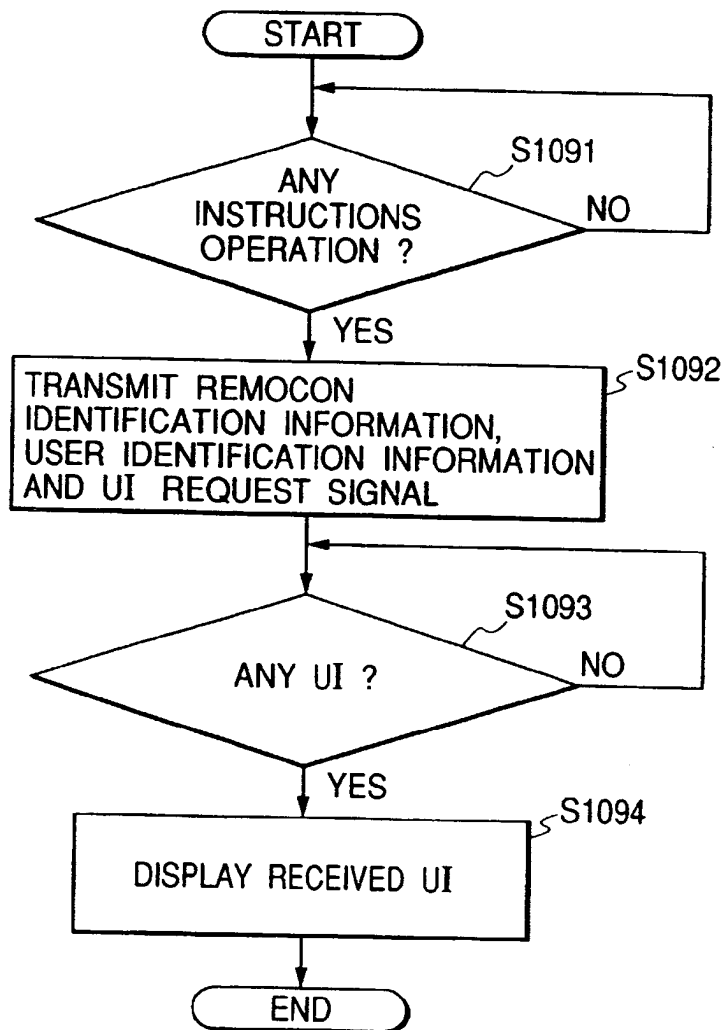 START
S1091
ANY
INSTRUCTIONS
OPERATION ?
NO
YES
S1092
TRANSMIT REMOCON
IDENTIFICATION INFORMATION,
USER IDENTIFICATION INFORMATION
AND UI REQUEST SIGNAL
S1093
ANY UI ?
NO
YES
S1094
DISPLAY RECEIVED UI
END